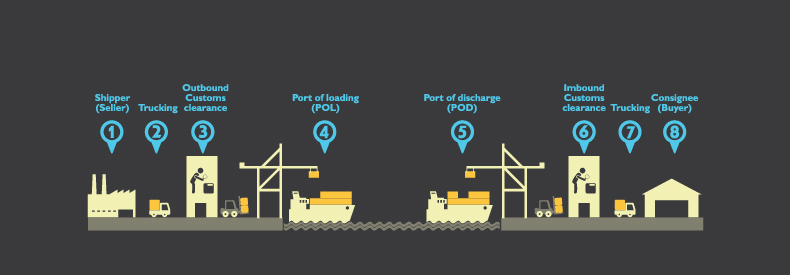 Shipper
(Seller)
Trucking
Outbound
Customs
clearance
Port of loading
(POL)
Port of discharge
(POD)
Imbound
Customs
clearance
Trucking
Consignee
(Buyer)
1
2
3
4
5
6
7
8